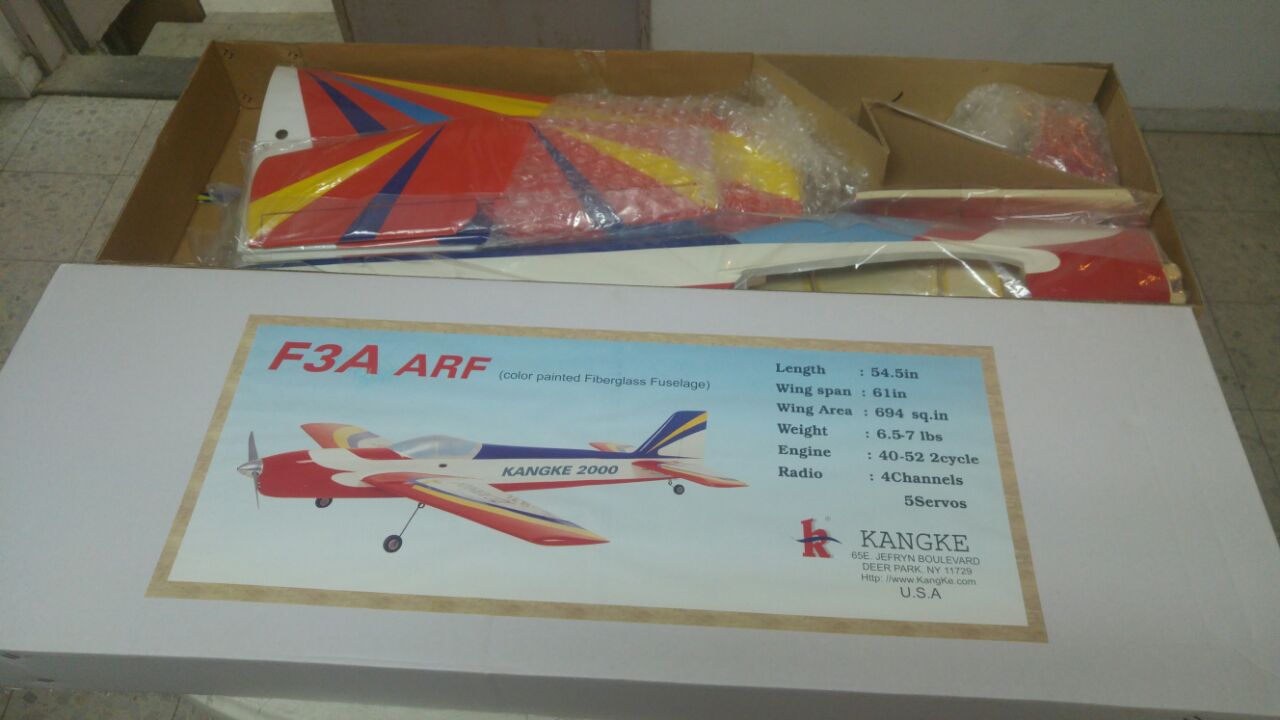 F3A ARF (color painted Fiberglass Fuselage)
KANGKE 2000
Length : 54.5in
Wing span : 61in
Wing Area : 694 sq.in
Weight : 6.5-7 lbs
Engine : 40-52 2cycle
Radio : 4Channels
5Servos
k®
KANGKE
65E. JEFRYN BOULEVARD
DEER PARK. NY 11729
Http: //www.KangKe.com
U.S.A